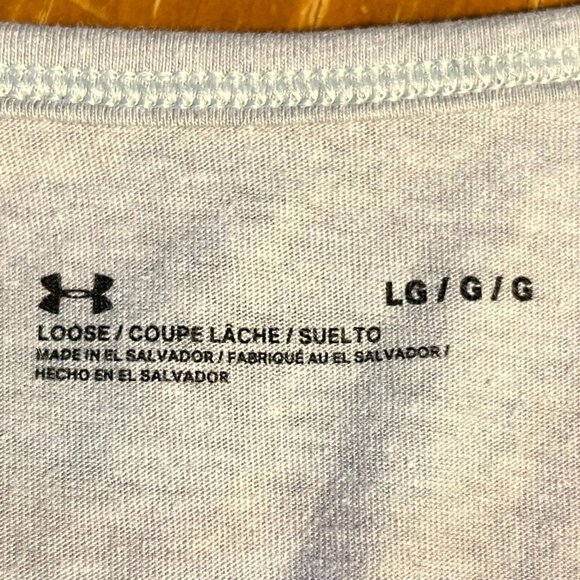 LG / G / G
LOOSE / COUPE LÂCHE / SUELTO
MADE IN EL SALVADOR / FABRIQUÉ AU EL SALVADOR /
HECHO EN EL SALVADOR